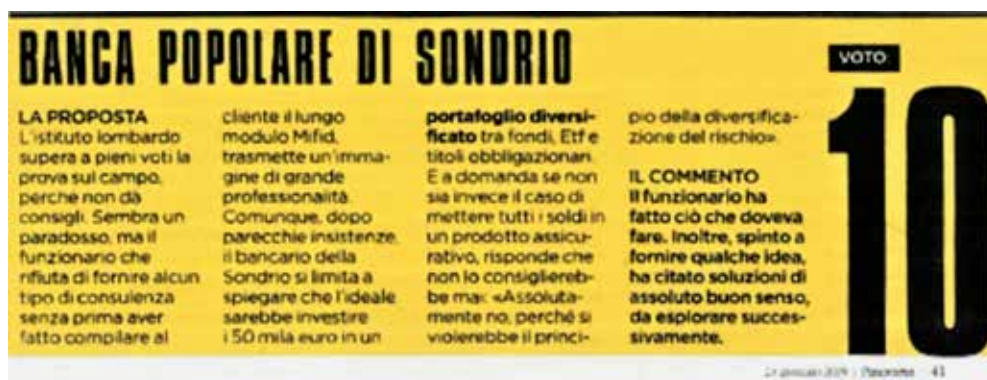 BANCA POPOLARE DI SONDRIO
VOTO
10
LA PROPOSTA
L'istituto lombardo
supera a pieni voti la
prova sul campo,
perche non dà
consigli. Sembra un
paradosso, ma il
funzionario che
rifiuta di fornire alcun
tipo di consulenza
senza prima aver
fatto compilare al
cliente il lungo
modulo Mifid,
trasmette un'imma-
gine di grande
professionalità.
Comunque, dopo
parecchie insistenze,
il bancario della
Sondrio si limita a
spiegare che l'ideale
sarebbe investire
i 50 mila euro in un
portafoglio diversi-
ficato tra fondi, Etf e
titoli obbligazionari.
E a domanda se non
sia invece il caso di
mettere tutti i soldi in
un prodotto assicu-
rativo, risponde che
non lo consigliereb-
be mai: «Assoluta-
mente no, perché si
violerebbe il princi-
pio della diversifica-
zione del rischio».
IL COMMENTO
Il funzionario ha
fatto ciò che doveva
fare. Inoltre, spinto a
fornire qualche idea,
ha citato soluzioni di
assoluto buon senso,
da esplorare succes-
sivamente.
gennaio | Panorama 41